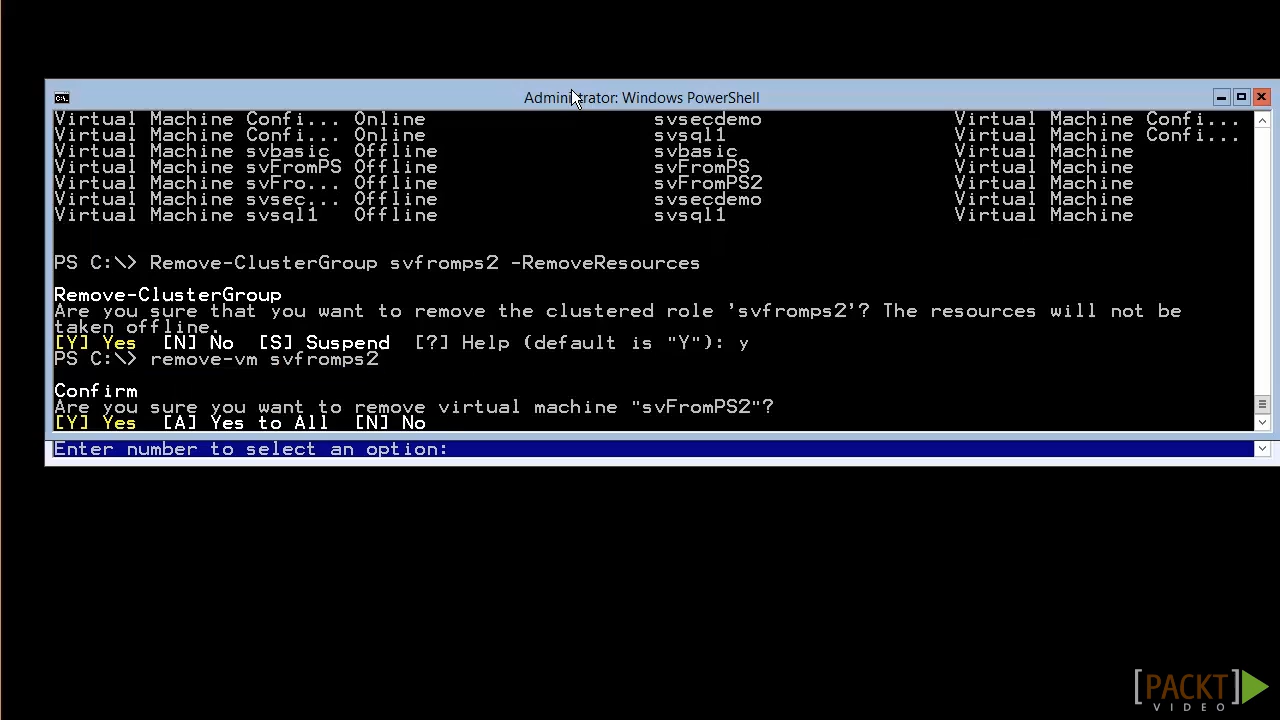 Administrator: Windows PowerShell
Virtual Machine Confi... Online svsecdemo Virtual Machine Confi...
Virtual Machine Confi... Online svsql1 Virtual Machine Confi...
Virtual Machine svbasic Offline svbasic Virtual Machine
Virtual Machine svFromPS Offline svFromPS Virtual Machine
Virtual Machine svFro... Offline svFromPS2 Virtual Machine
Virtual Machine svsec... Offline svsecdemo Virtual Machine
Virtual Machine svsql1 Offline svsql1 Virtual Machine
PS C:\> Remove-ClusterGroup svfromps2 -RemoveResources
Remove-ClusterGroup
Are you sure that you want to remove the clustered role 'svfromps2'? The resources will not be
taken offline.
[Y] Yes [N] No [S] Suspend [?] Help (default is "Y"): y
PS C:\> remove-vm svfromps2
Confirm
Are you sure you want to remove virtual machine "svFromPS2"?
[Y] Yes [A] Yes to All [N] No
Enter number to select an option:
[PACKT]
VIDEO